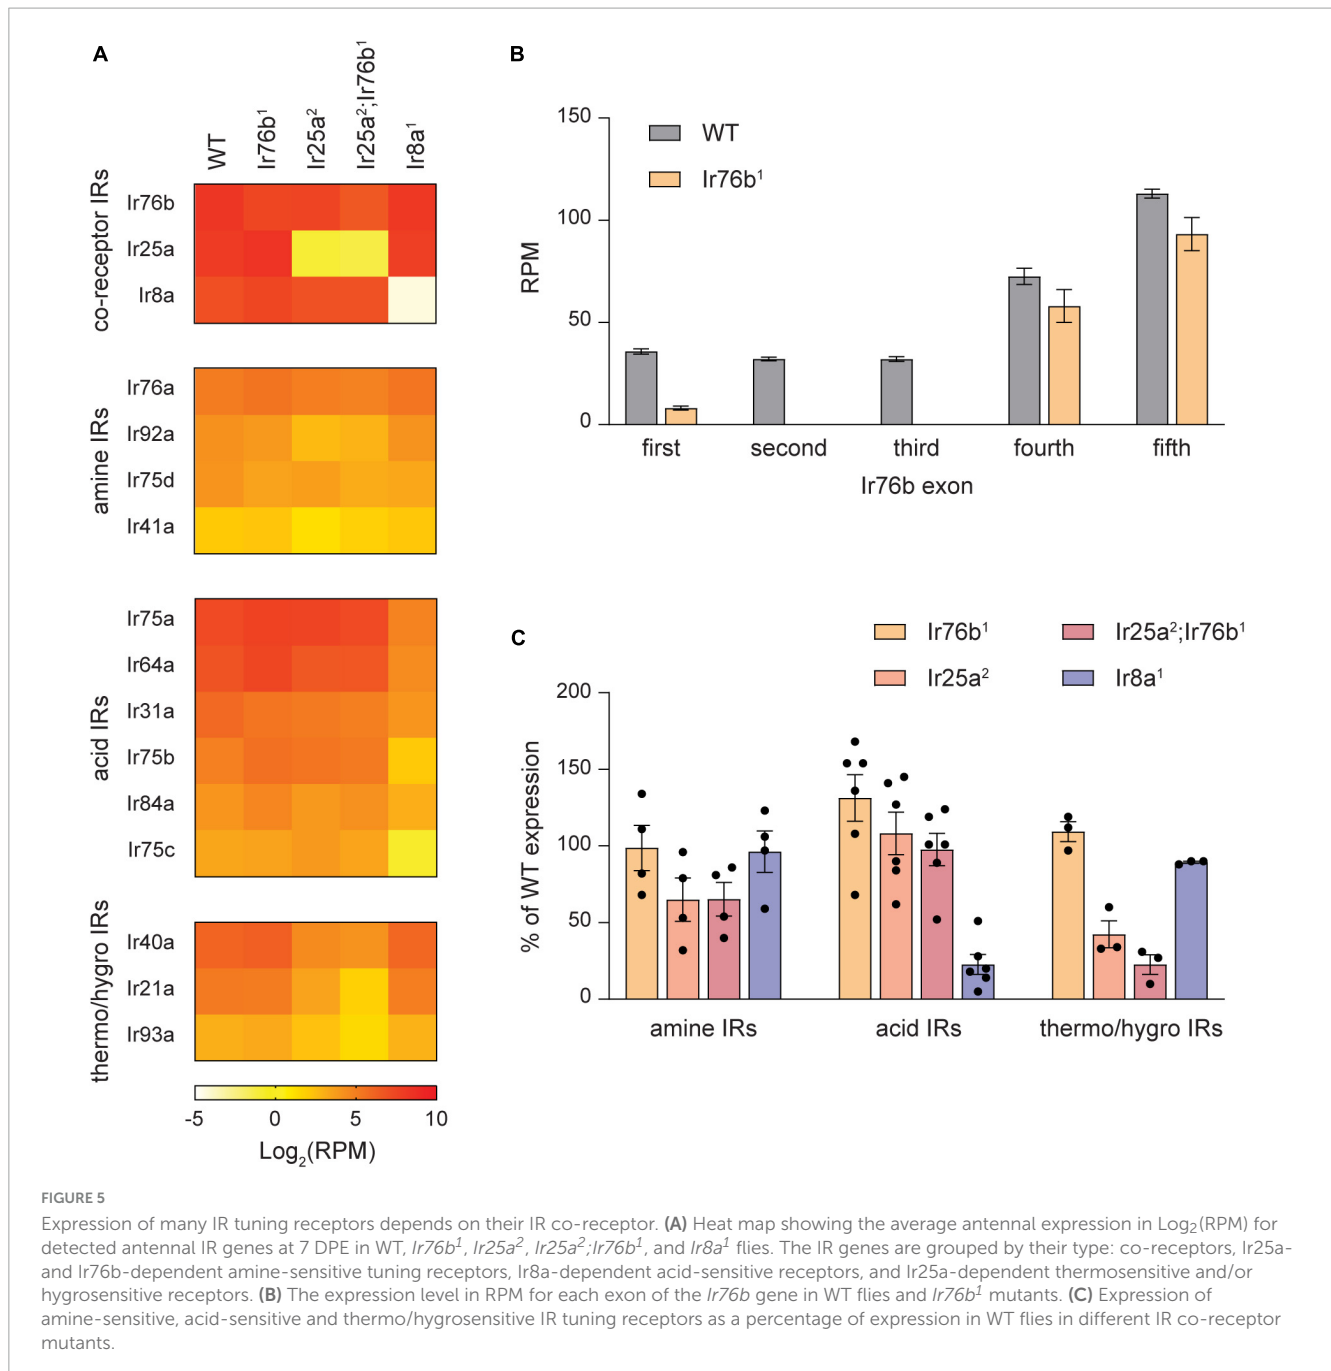 A
WT
Ir76b¹
Ir25a²
Ir25a²;Ir76b¹
Ir8a¹
co-receptor IRs
Ir76b
Ir25a
Ir8a
amine IRs
Ir76a
Ir92a
Ir75d
Ir41a
acid IRs
Ir75a
Ir64a
Ir31a
Ir75b
Ir84a
Ir75c
thermo/hygro IRs
Ir40a
Ir21a
Ir93a
-5 0 5 10
Log₂(RPM)
B
WT
Ir76b¹
RPM
150
100
50
0
first second third fourth fifth
Ir76b exon
C
Ir76b¹ Ir25a²;Ir76b¹
Ir25a² Ir8a¹
% of WT expression
200
150
100
50
0
amine IRs acid IRs thermo/hygro IRs
FIGURE 5
Expression of many IR tuning receptors depends on their IR co-receptor. (A) Heat map showing the average antennal expression in Log₂(RPM) for
detected antennal IR genes at 7 DPE in WT, Ir76b¹, Ir25a², Ir25a²;Ir76b¹, and Ir8a¹ flies. The IR genes are grouped by their type: co-receptors, Ir25a-
and Ir76b-dependent amine-sensitive tuning receptors, Ir8a-dependent acid-sensitive receptors, and Ir25a-dependent thermosensitive and/or
hygrosensitive receptors. (B) The expression level in RPM for each exon of the Ir76b gene in WT flies and Ir76b¹ mutants. (C) Expression of
amine-sensitive, acid-sensitive and thermo/hygrosensitive IR tuning receptors as a percentage of expression in WT flies in different IR co-receptor
mutants.